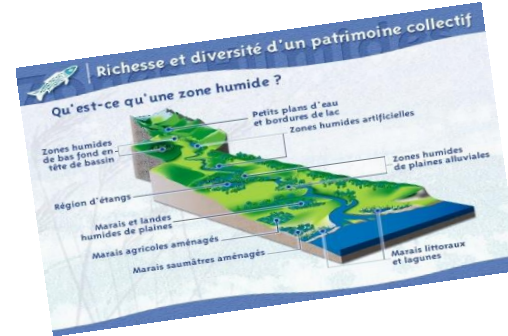 Richesse et diversité d'un patrimoine collectif
Qu'est-ce qu'une zone humide ?
Petits plans d'eau
et bordures de lac
Zones humides artificielles
Zones humides
de bas fond en
tête de bassin
Zones humides
de plaines alluviales
Région d'étangs
Marais et landes
humides de plaines
Marais agricoles aménagés
Marais saumâtres aménagés
Marais littoraux
et lagunes